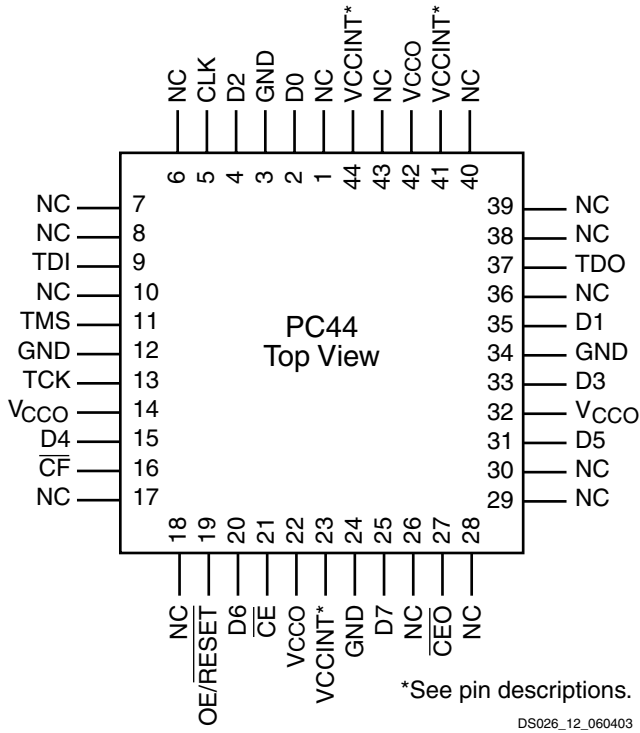 NC CLK D2 GND D0 NC VCCINT* NC VCCO VCCINT* NC
6 5 4 3 2 1 44 43 42 41 40
NC 7 39 NC
NC 8 38 NC
TDI 9 37 TDO
NC 10 36 NC
TMS 11 35 D1
GND 12 34 GND
TCK 13 33 D3
VCCO 14 32 VCCO
D4 15 31 D5
CF 16 30 NC
NC 17 29 NC
PC44
Top View
18 19 20 21 22 23 24 25 26 27 28
NC OE/RESET D6 CE VCCO VCCINT* GND D7 NC CEO NC
*See pin descriptions.
DS026_12_060403